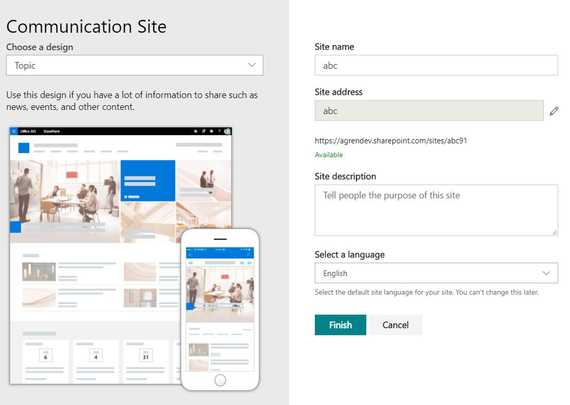 Communication Site
Choose a design
Topic
Use this design if you have a lot of information to share such as
news, events, and other content.
Office 365 SharePoint
6
4
21
Site name
abc
Site address
abc
https://agrendev.sharepoint.com/sites/abc91
Available
Site description
Tell people the purpose of this site
Select a language
English
Select the default site language for your site. You can't change this later.
Finish
Cancel